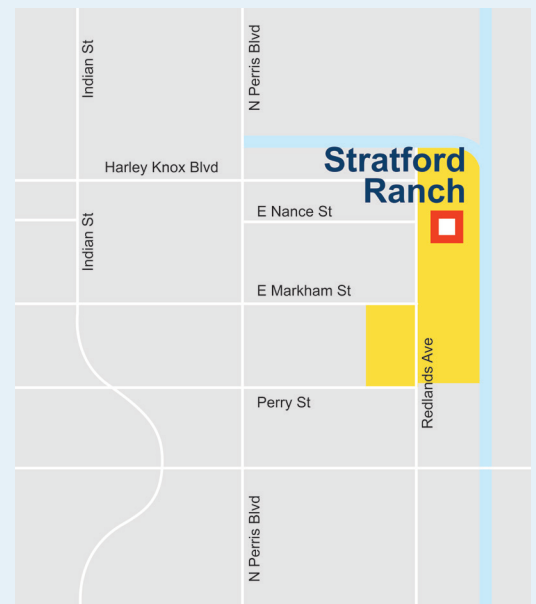 Indian St
N Perris Blvd
Stratford
Ranch
Harley Knox Blvd
E Nance St
Indian St
E Markham St
Redlands Ave
Perry St
N Perris Blvd